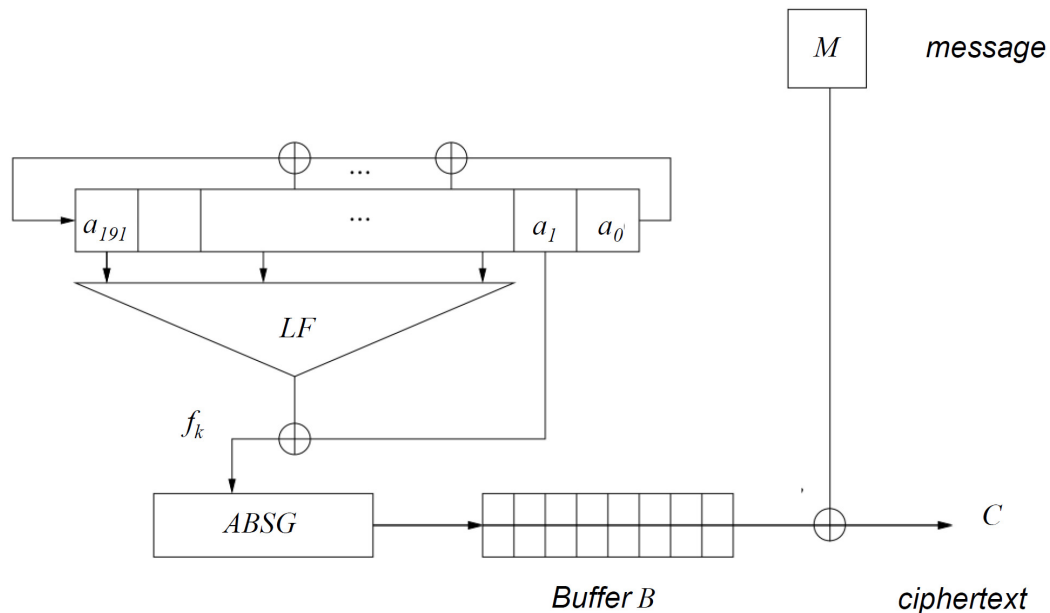 M message
...
...
a191 a1 a0
LF
fk
ABSG
C
Buffer B ciphertext